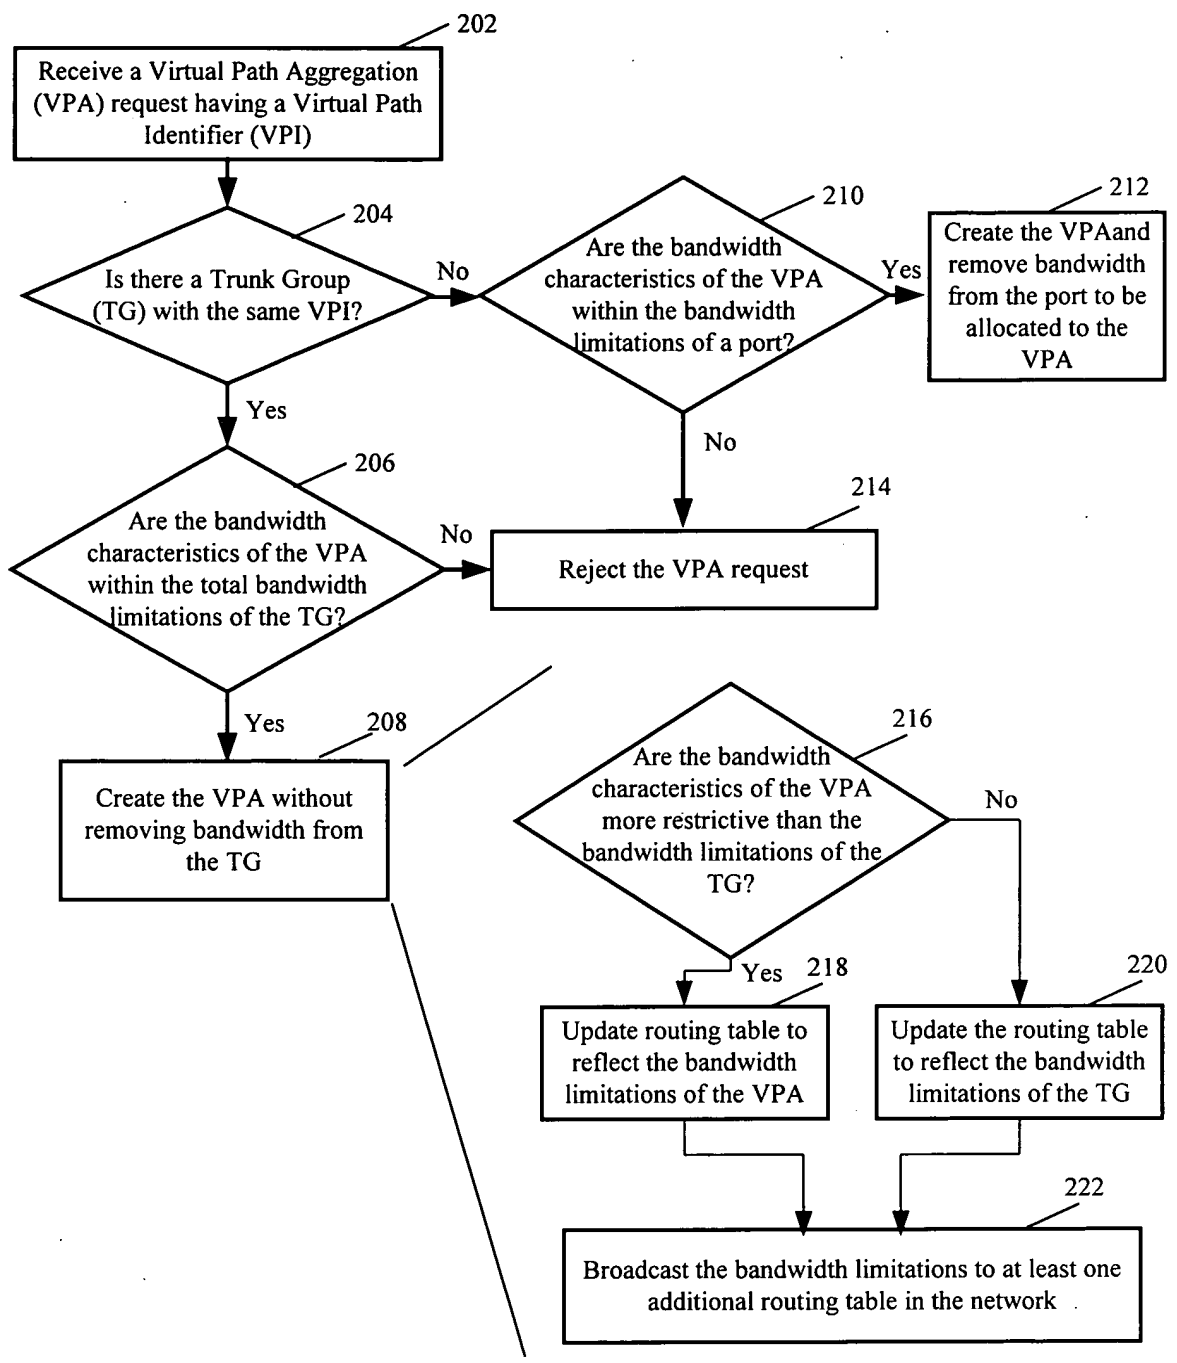 202
Receive a Virtual Path Aggregation
(VPA) request having a Virtual Path
Identifier (VPI)
204
Is there a Trunk Group
(TG) with the same VPI?
No
Yes
210
Are the bandwidth
characteristics of the VPA
within the bandwidth
limitations of a port?
Yes
No
212
Create the VPAand
remove bandwidth
from the port to be
allocated to the
VPA
206
Are the bandwidth
characteristics of the VPA
within the total bandwidth
limitations of the TG?
No
Yes
214
Reject the VPA request
208
Create the VPA without
removing bandwidth from
the TG
216
Are the bandwidth
characteristics of the VPA
more restrictive than the
bandwidth limitations of the
TG?
No
Yes
218
Update routing table to
reflect the bandwidth
limitations of the VPA
220
Update the routing table
to reflect the bandwidth
limitations of the TG
222
Broadcast the bandwidth limitations to at least one
additional routing table in the network